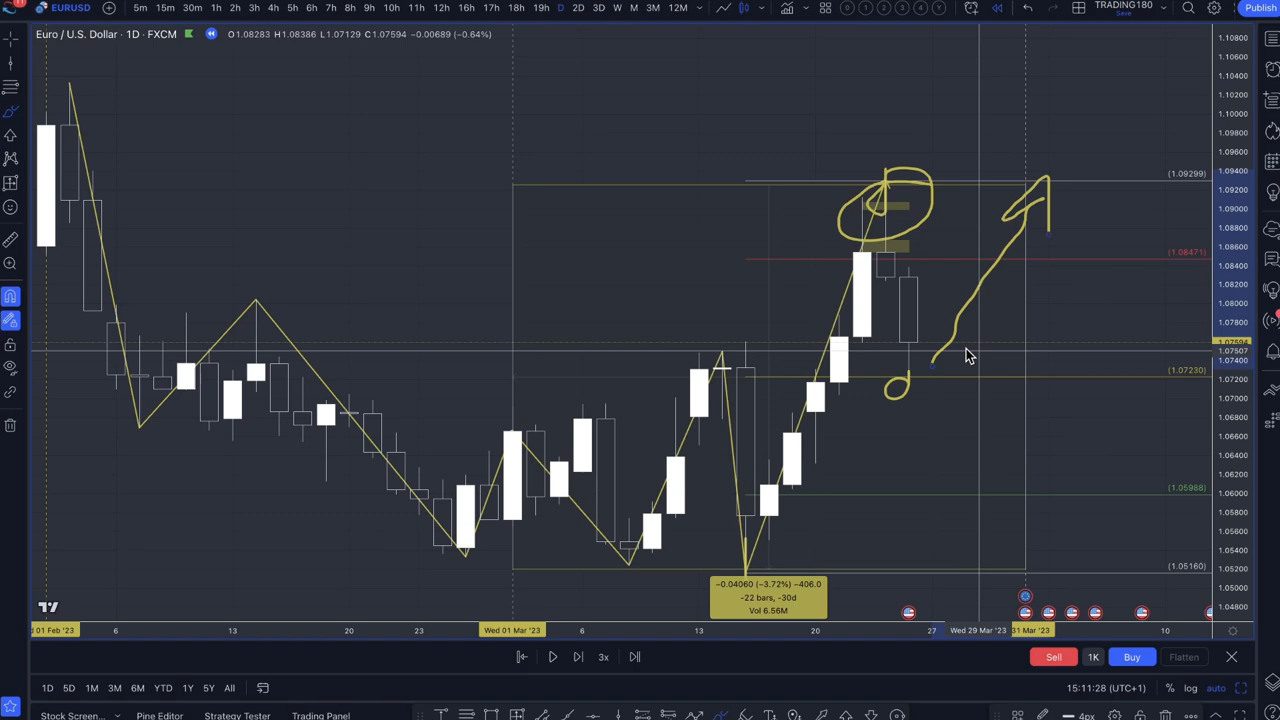 11
EURUSD
5m 15m 30m 1h 2h 3h 4h 5h 6h 7h 8h 9h 10h 11h 12h 16h 17h 18h 19h D 2D 3D W M 3M 12M
TRADING180
Save
Publish
Euro / U.S. Dollar · 1D · FXCM O1.08283 H1.08386 L1.07129 C1.07594 −0.00689 (−0.64%)
1.10800
1.10400
1.10200
1.10000
1.09800
1.09600
1.09400
1.09200
1.09000
1.08800
1.08600
1.08400
1.08200
1.08000
1.07800
1.07594
1.07507
1.07400
1.07200
1.07000
1.06800
1.06600
1.06400
1.06200
1.06000
1.05800
1.05600
1.05400
1.05200
1.05000
1.04800
(1.09299)
(1.08471)
(1.07230)
(1.05988)
(1.05160)
−0.04060 (−3.72%) −406.0
−22 bars, −30d
Vol 6.56M
01 Feb '23 6 13 20 23 Wed 01 Mar '23 6 13 20 27 Wed 29 Mar '23 31 Mar '23 10
3x
Sell 1K Buy Flatten
1D 5D 1M 3M 6M YTD 1Y 5Y All
15:11:28 (UTC+1) % log auto
Stock Screen... Pine Editor Strategy Tester Trading Panel
4px